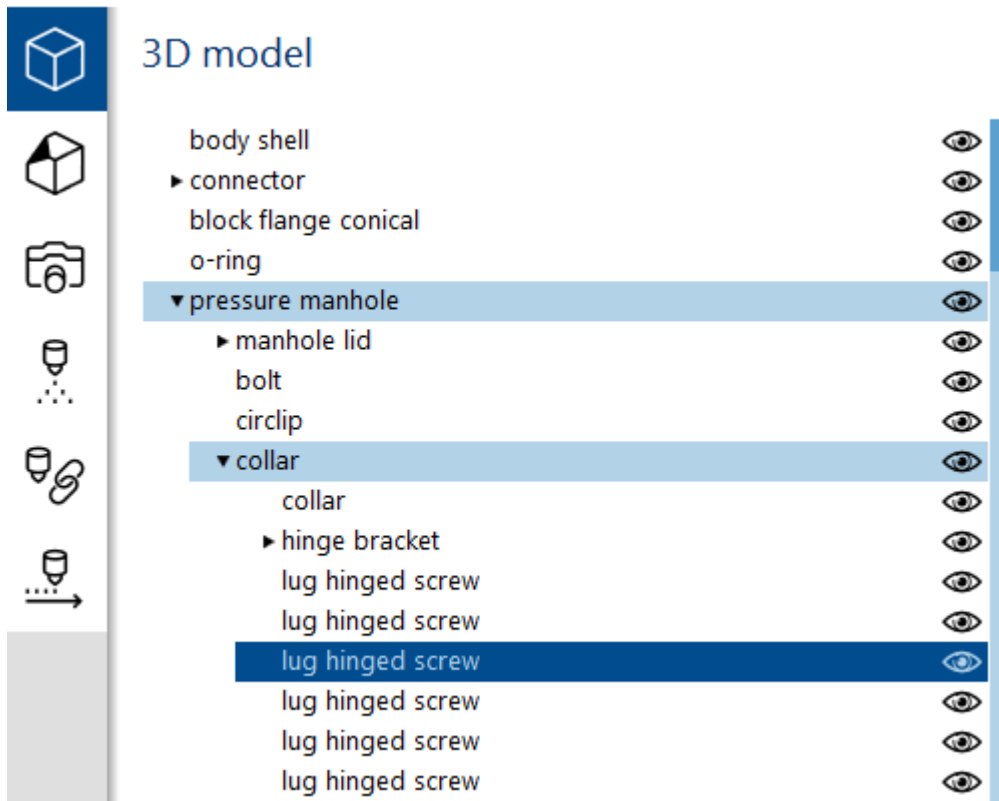 3D model
body shell
connector
block flange conical
o-ring
pressure manhole
manhole lid
bolt
circlip
collar
collar
hinge bracket
lug hinged screw
lug hinged screw
lug hinged screw
lug hinged screw
lug hinged screw
lug hinged screw